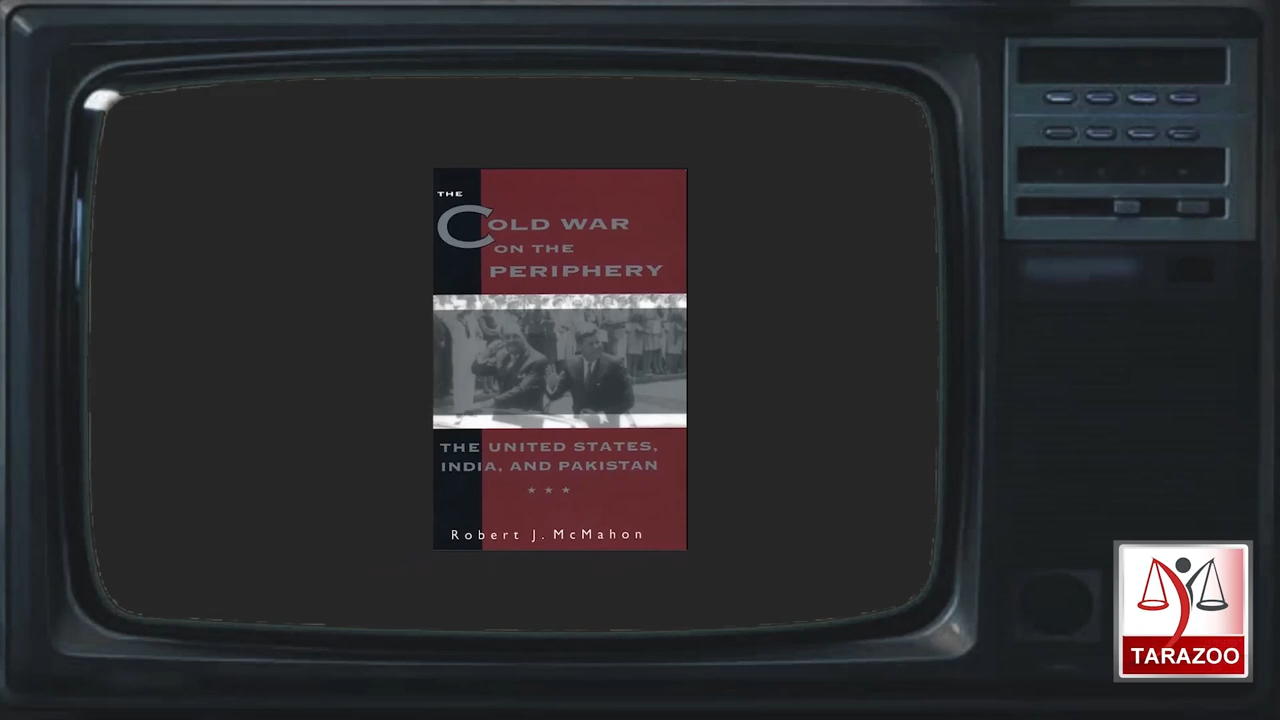 THE
COLD WAR
ON THE
PERIPHERY
THE UNITED STATES,
INDIA, AND PAKISTAN
Robert J. McMahon
TARAZOO